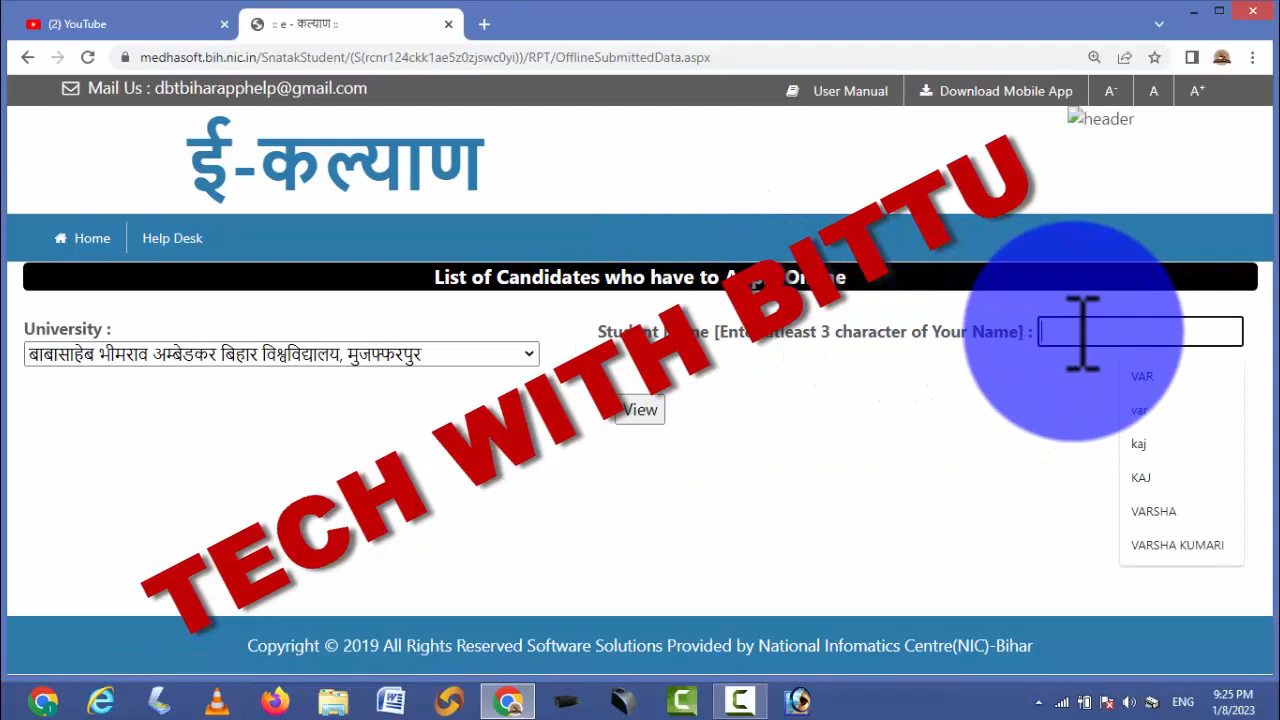 (2) YouTube
:: e - कल्याण ::
medhasoft.bih.nic.in/SnatakStudent/(S(rcnr124ckk1ae5z0zjswc0yi))/RPT/OfflineSubmittedData.aspx
Mail Us : dbtbiharapphelp@gmail.com
User Manual
Download Mobile App
A-
A
A+
ई-कल्याण
header
Home
Help Desk
List of Candidates who have to Apply Online
University :
Student Name [Enter atleast 3 character of Your Name] :
बाबासाहेब भीमराव अम्बेडकर बिहार विश्वविद्यालय, मुजफ्फरपुर
View
VAR
var
kaj
KAJ
VARSHA
VARSHA KUMARI
TECH WITH BITTU
Copyright © 2019 All Rights Reserved Software Solutions Provided by National Infomatics Centre(NIC)-Bihar
ENG
9:25 PM
1/8/2023